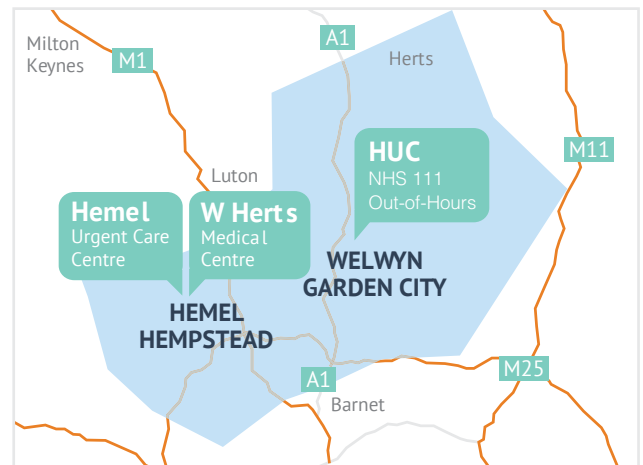 Milton
Keynes
M1
A1
Herts
M11
HUC
NHS 111
Out-of-Hours
Luton
Hemel
Urgent Care
Centre
W Herts
Medical
Centre
WELWYN
GARDEN CITY
HEMEL
HEMPSTEAD
A1
M25
Barnet